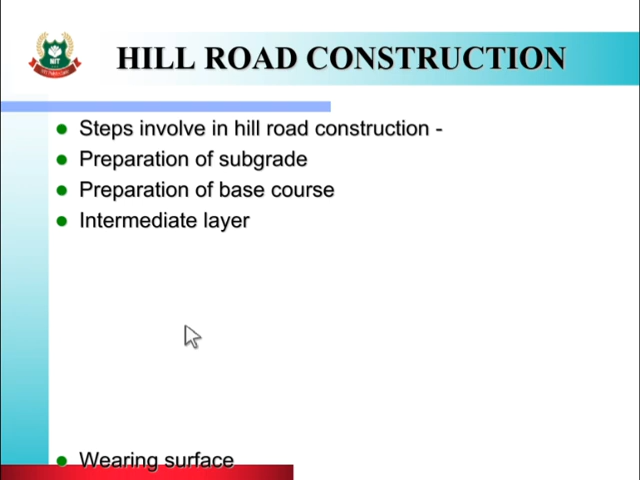 HIT
HILL ROAD CONSTRUCTION
Steps involve in hill road construction -
Preparation of subgrade
Preparation of base course
Intermediate layer
Wearing surface